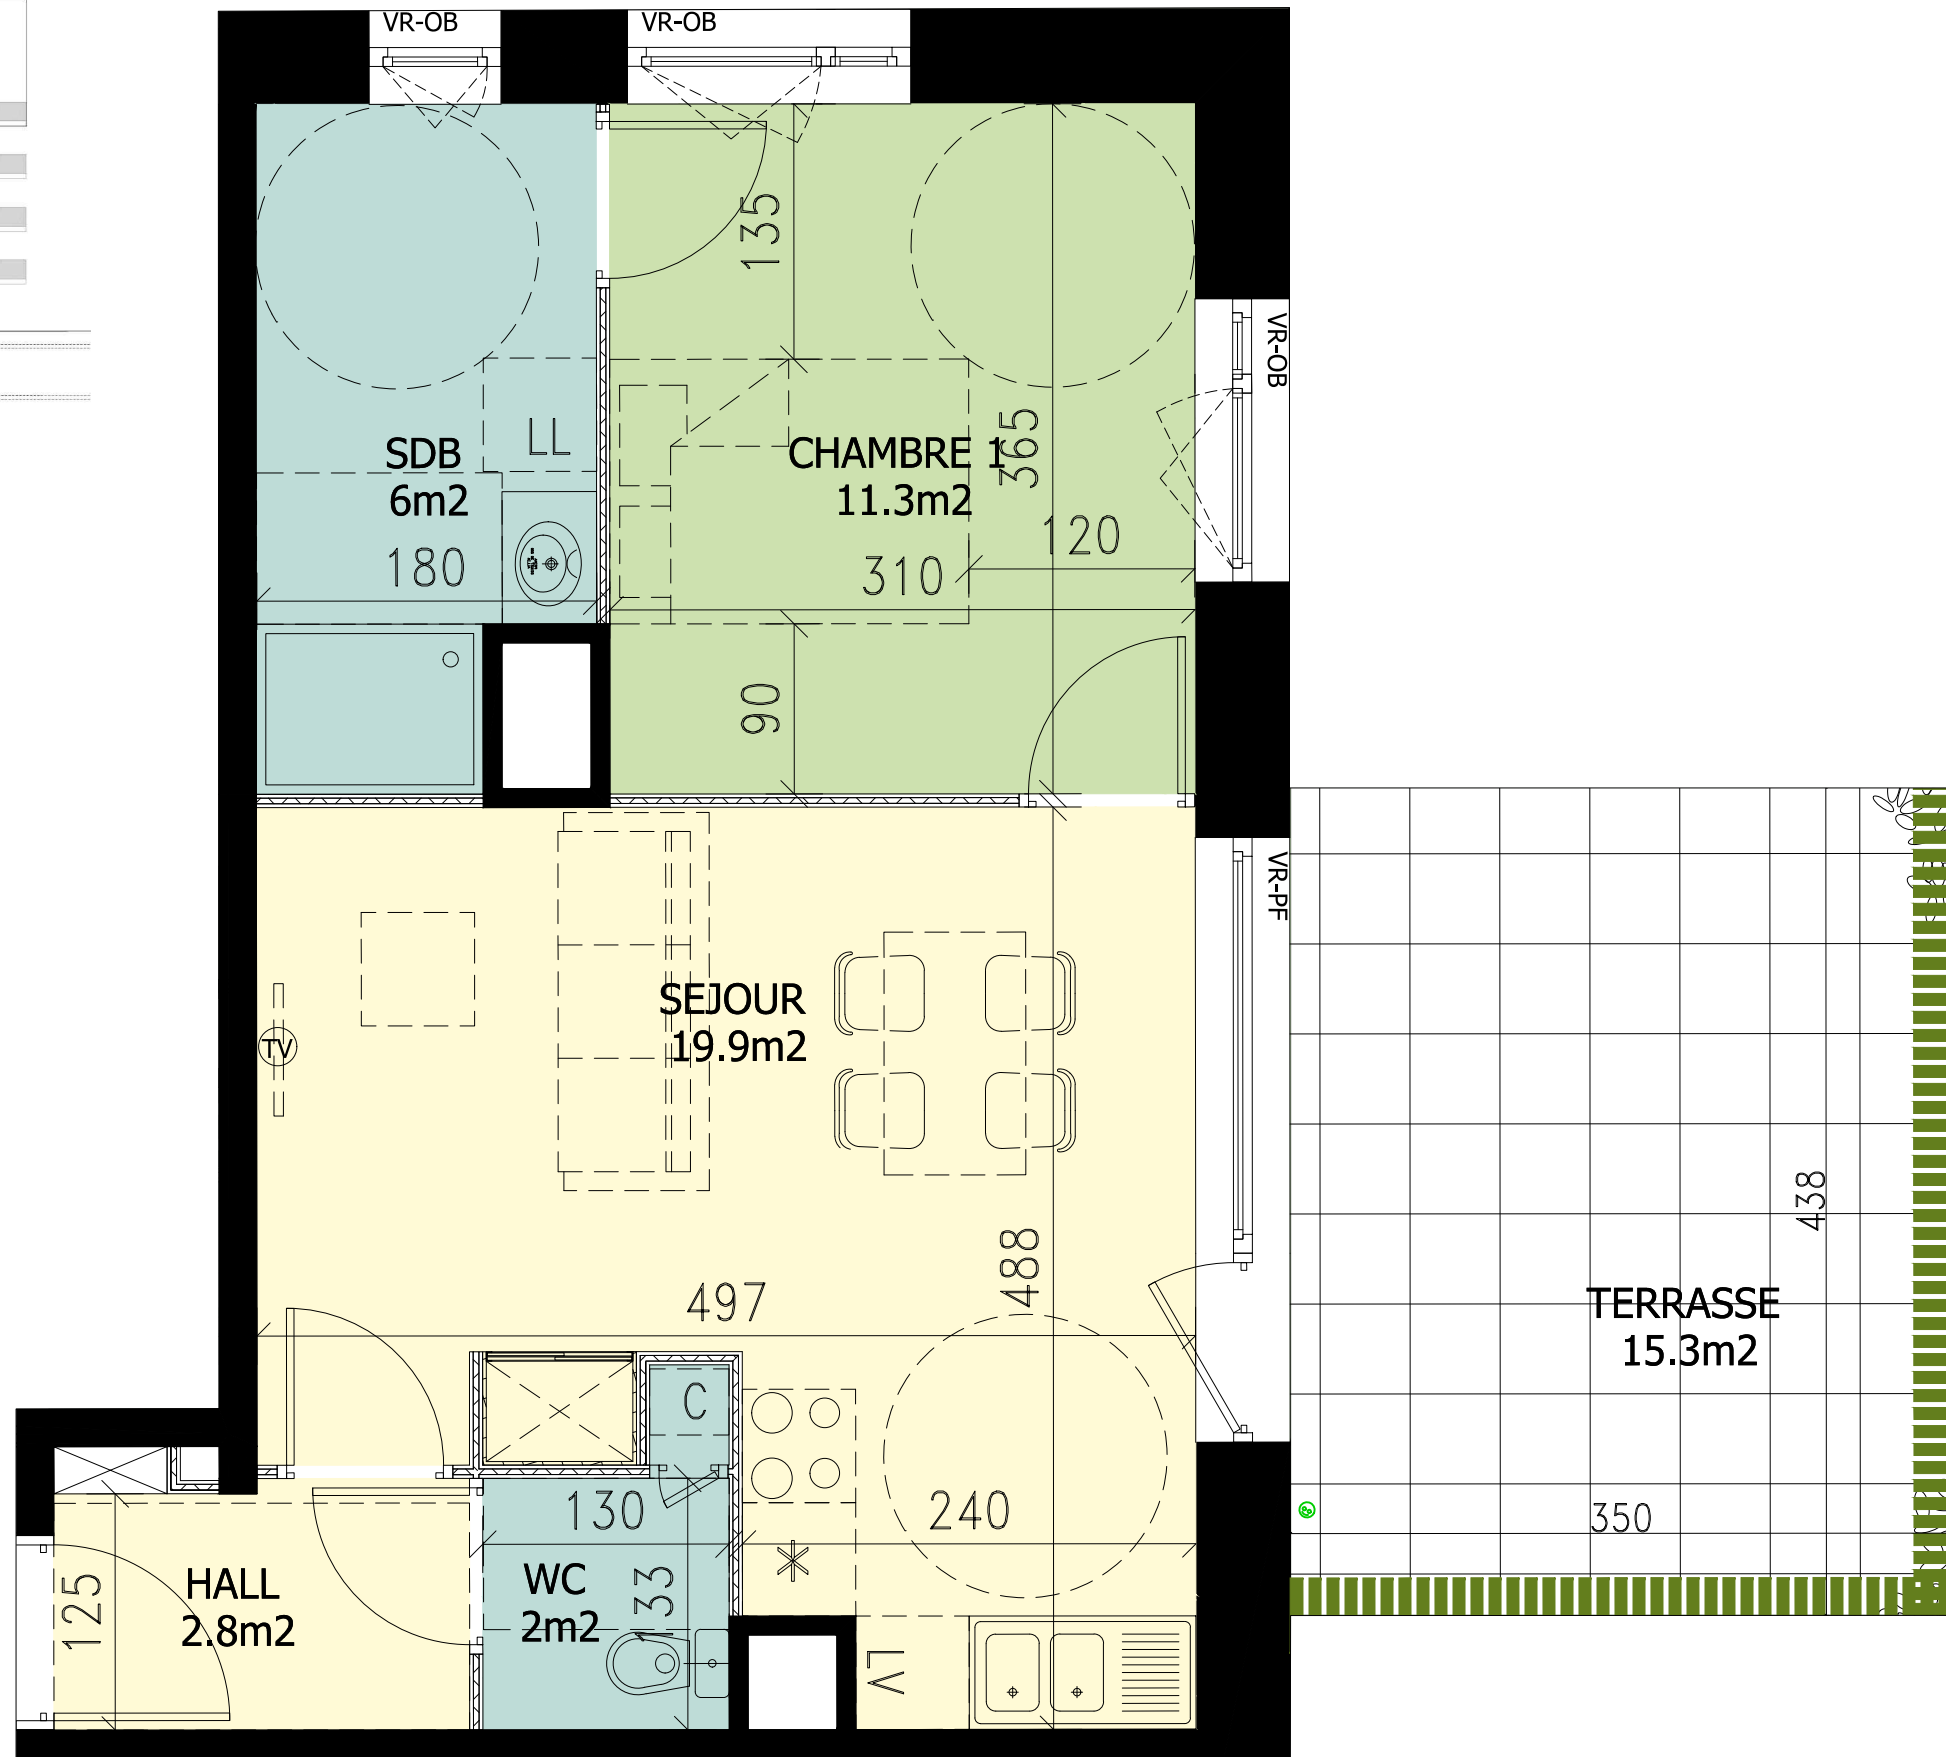 VR-OB
VR-OB
135
VR-OB
SDB
6m2
LL
CHAMBRE 1
11.3m2
365
180
310
120
90
VR-PF
SEJOUR
19.9m2
TV
438
488
497
TERRASSE
15.3m2
C
130
240
350
HALL
2.8m2
125
WC
2m2
133
*
LV